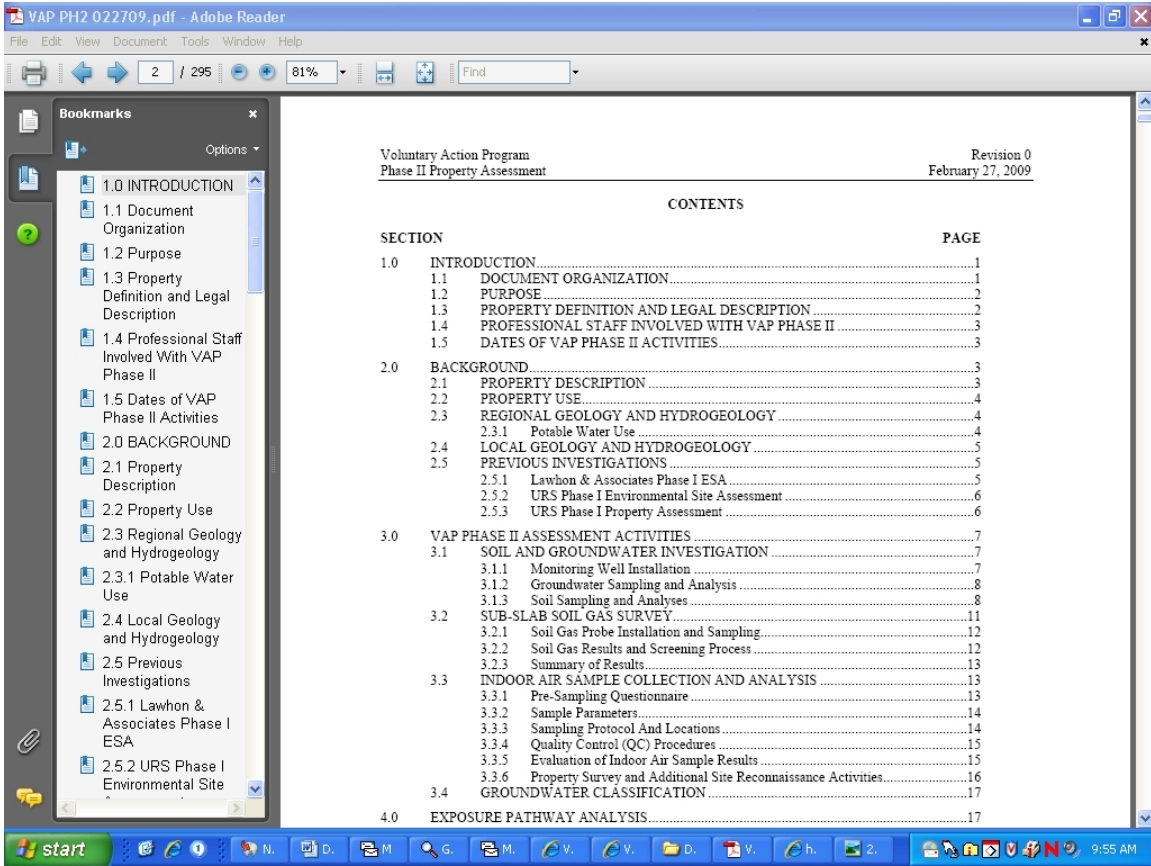 VAP PH2 022709.pdf - Adobe Reader
File Edit View Document Tools Window Help
2 / 295 81% Find
Bookmarks
Options
1.0 INTRODUCTION
1.1 Document
Organization
1.2 Purpose
1.3 Property
Definition and Legal
Description
1.4 Professional Staff
Involved With VAP
Phase II
1.5 Dates of VAP
Phase II Activities
2.0 BACKGROUND
2.1 Property
Description
2.2 Property Use
2.3 Regional Geology
and Hydrogeology
2.3.1 Potable Water
Use
2.4 Local Geology
and Hydrogeology
2.5 Previous
Investigations
2.5.1 Lawhon &
Associates Phase I
ESA
2.5.2 URS Phase I
Environmental Site
Voluntary Action Program Revision 0
Phase II Property Assessment February 27, 2009
CONTENTS
SECTION PAGE
1.0 INTRODUCTION 1
1.1 DOCUMENT ORGANIZATION 1
1.2 PURPOSE 2
1.3 PROPERTY DEFINITION AND LEGAL DESCRIPTION 2
1.4 PROFESSIONAL STAFF INVOLVED WITH VAP PHASE II 3
1.5 DATES OF VAP PHASE II ACTIVITIES 3
2.0 BACKGROUND 3
2.1 PROPERTY DESCRIPTION 3
2.2 PROPERTY USE 4
2.3 REGIONAL GEOLOGY AND HYDROGEOLOGY 4
2.3.1 Potable Water Use 4
2.4 LOCAL GEOLOGY AND HYDROGEOLOGY 5
2.5 PREVIOUS INVESTIGATIONS 5
2.5.1 Lawhon & Associates Phase I ESA 5
2.5.2 URS Phase I Environmental Site Assessment 6
2.5.3 URS Phase I Property Assessment 6
3.0 VAP PHASE II ASSESSMENT ACTIVITIES 7
3.1 SOIL AND GROUNDWATER INVESTIGATION 7
3.1.1 Monitoring Well Installation 7
3.1.2 Groundwater Sampling and Analysis 8
3.1.3 Soil Sampling and Analyses 8
3.2 SUB-SLAB SOIL GAS SURVEY 11
3.2.1 Soil Gas Probe Installation and Sampling 12
3.2.2 Soil Gas Results and Screening Process 12
3.2.3 Summary of Results 13
3.3 INDOOR AIR SAMPLE COLLECTION AND ANALYSIS 13
3.3.1 Pre-Sampling Questionnaire 13
3.3.2 Sample Parameters 14
3.3.3 Sampling Protocol And Locations 14
3.3.4 Quality Control (QC) Procedures 15
3.3.5 Evaluation of Indoor Air Sample Results 15
3.3.6 Property Survey and Additional Site Reconnaissance Activities 16
3.4 GROUNDWATER CLASSIFICATION 17
4.0 EXPOSURE PATHWAY ANALYSIS 17
start N. D. M G. M V. V. D. V. h. 2. 9:55 AM